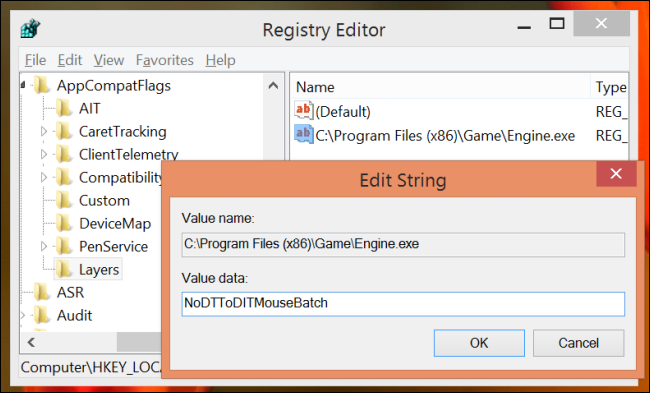 Registry Editor
File Edit View Favorites Help
AppCompatFlags
AIT
CaretTracking
ClientTelemetry
Compatibility
Custom
DeviceMap
PenService
Layers
ASR
Audit
Name Type
(Default) REG_
C:\Program Files (x86)\Game\Engine.exe REG_
Edit String
Value name:
C:\Program Files (x86)\Game\Engine.exe
Value data:
NoDTToDITMouseBatch
OK Cancel
Computer\HKEY_LOCA